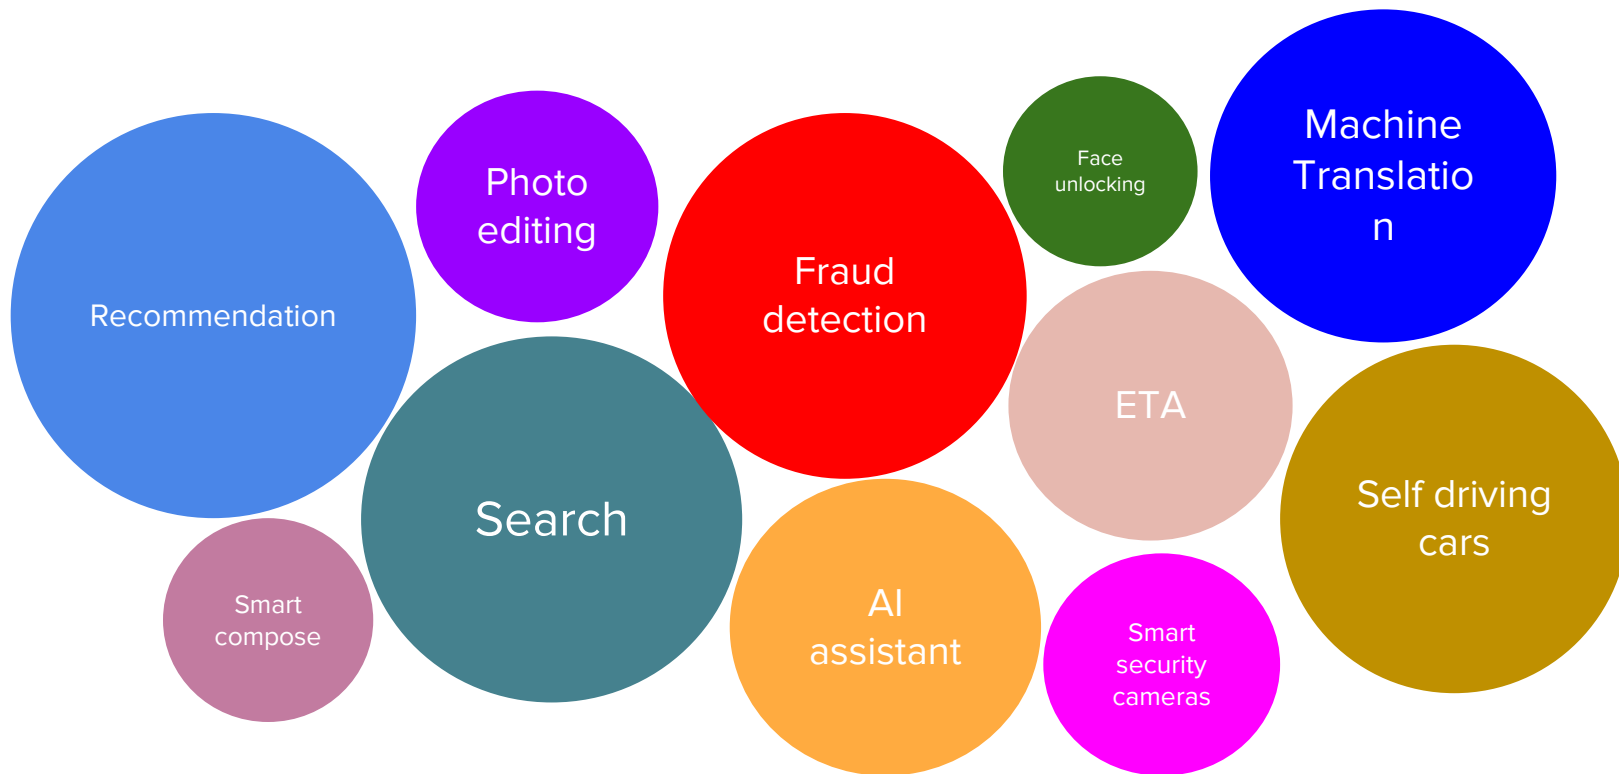 Recommendation
Photo
editing
Fraud
detection
Face
unlocking
Machine
Translatio
n
Search
ETA
Self driving
cars
Smart
compose
AI
assistant
Smart
security
cameras